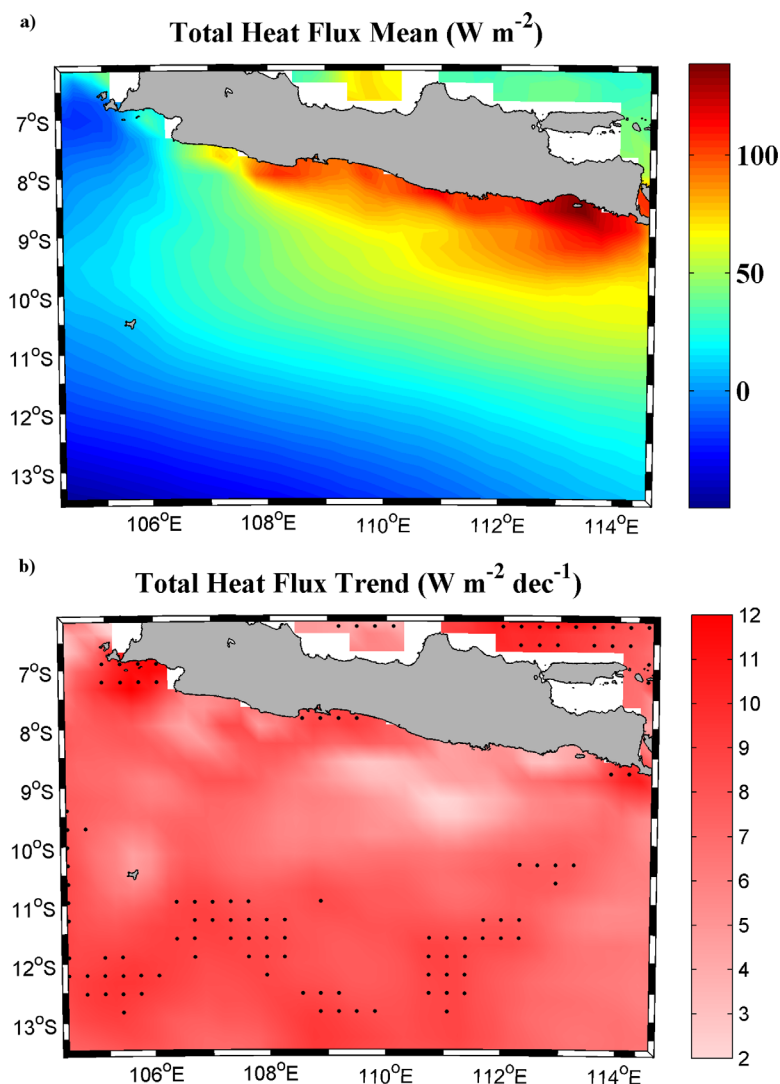 a)
Total Heat Flux Mean (W m⁻²)
7°S
8°S
9°S
10°S
11°S
12°S
13°S
106°E
108°E
110°E
112°E
114°E
100
50
0
b)
Total Heat Flux Trend (W m⁻² dec⁻¹)
7°S
8°S
9°S
10°S
11°S
12°S
13°S
106°E
108°E
110°E
112°E
114°E
12
11
10
9
8
7
6
5
4
3
2